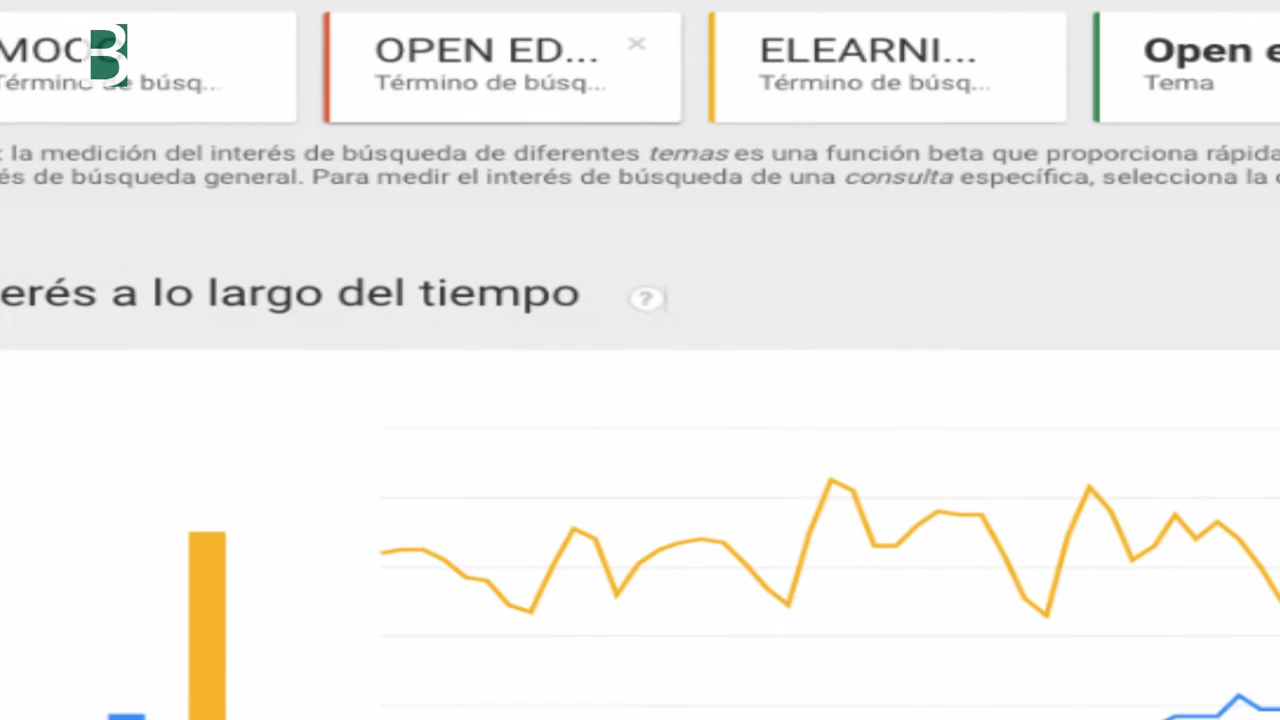 MOOC
OPEN ED...
ELEARNI...
Open e
Término de búsq...
Término de búsq...
Término de búsq...
Tema
: la medición del interés de búsqueda de diferentes temas es una función beta que proporciona rápida
és de búsqueda general. Para medir el interés de búsqueda de una consulta específica, selecciona la
erés a lo largo del tiempo
?
B